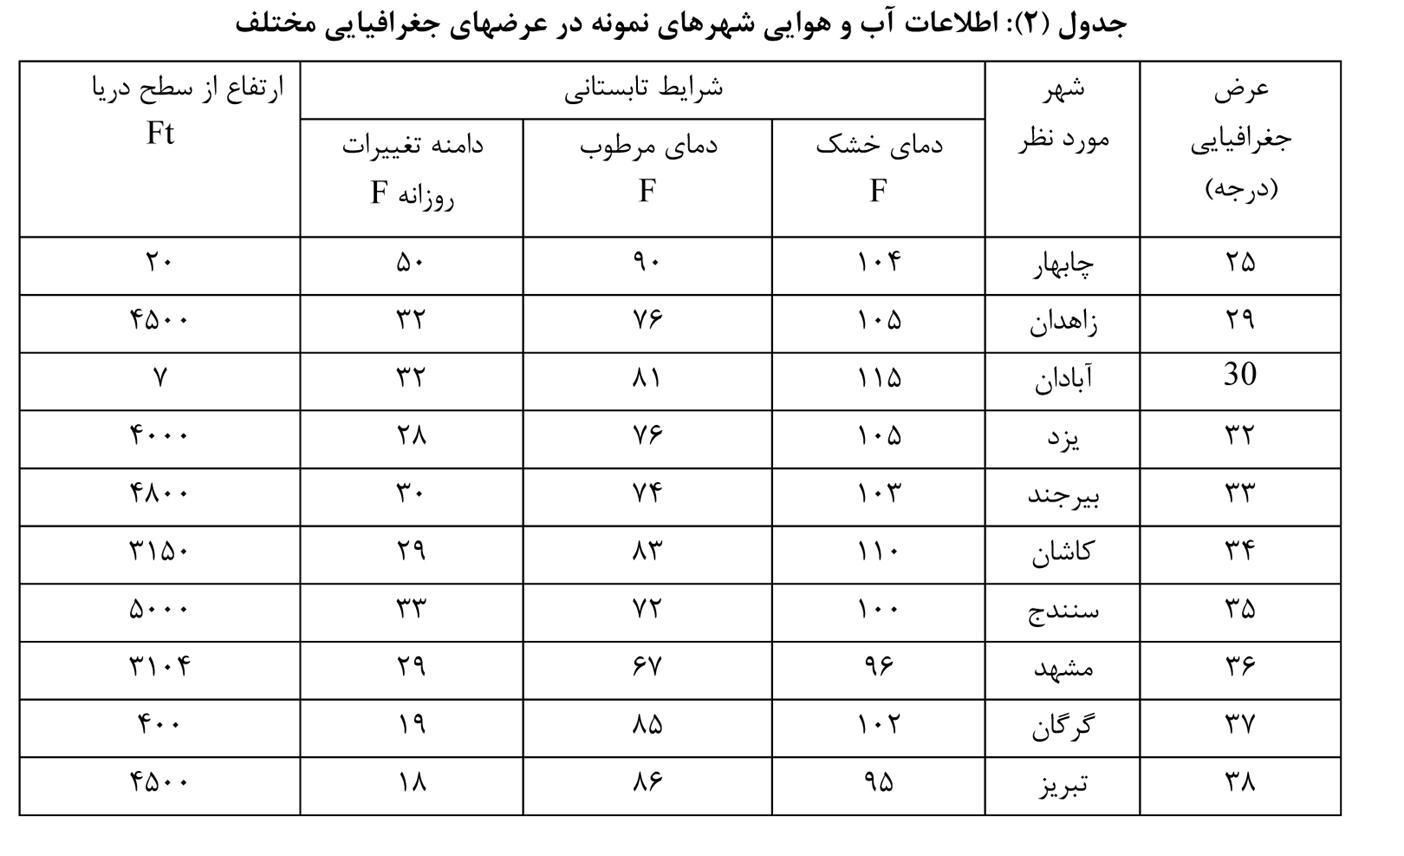 جدول (۲): اطلاعات آب و هوایی شهرهای نمونه در عرضهای جغرافیایی مختلف
عرض جغرافیایی (درجه) شهر مورد نظر شرایط تابستانی ارتفاع از سطح دریا Ft
دمای خشک F دمای مرطوب F دامنه تغییرات روزانه F
۲۵ چابهار ۱۰۴ ۹۰ ۵۰ ۲۰
۲۹ زاهدان ۱۰۵ ۷۶ ۳۲ ۴۵۰۰
30 آبادان ۱۱۵ ۸۱ ۳۲ ۷
۳۲ یزد ۱۰۵ ۷۶ ۲۸ ۴۰۰۰
۳۳ بیرجند ۱۰۳ ۷۴ ۳۰ ۴۸۰۰
۳۴ کاشان ۱۱۰ ۸۳ ۲۹ ۳۱۵۰
۳۵ سنندج ۱۰۰ ۷۲ ۳۳ ۵۰۰۰
۳۶ مشهد ۹۶ ۶۷ ۲۹ ۳۱۰۴
۳۷ گرگان ۱۰۲ ۸۵ ۱۹ ۴۰۰
۳۸ تبریز ۹۵ ۸۶ ۱۸ ۴۵۰۰